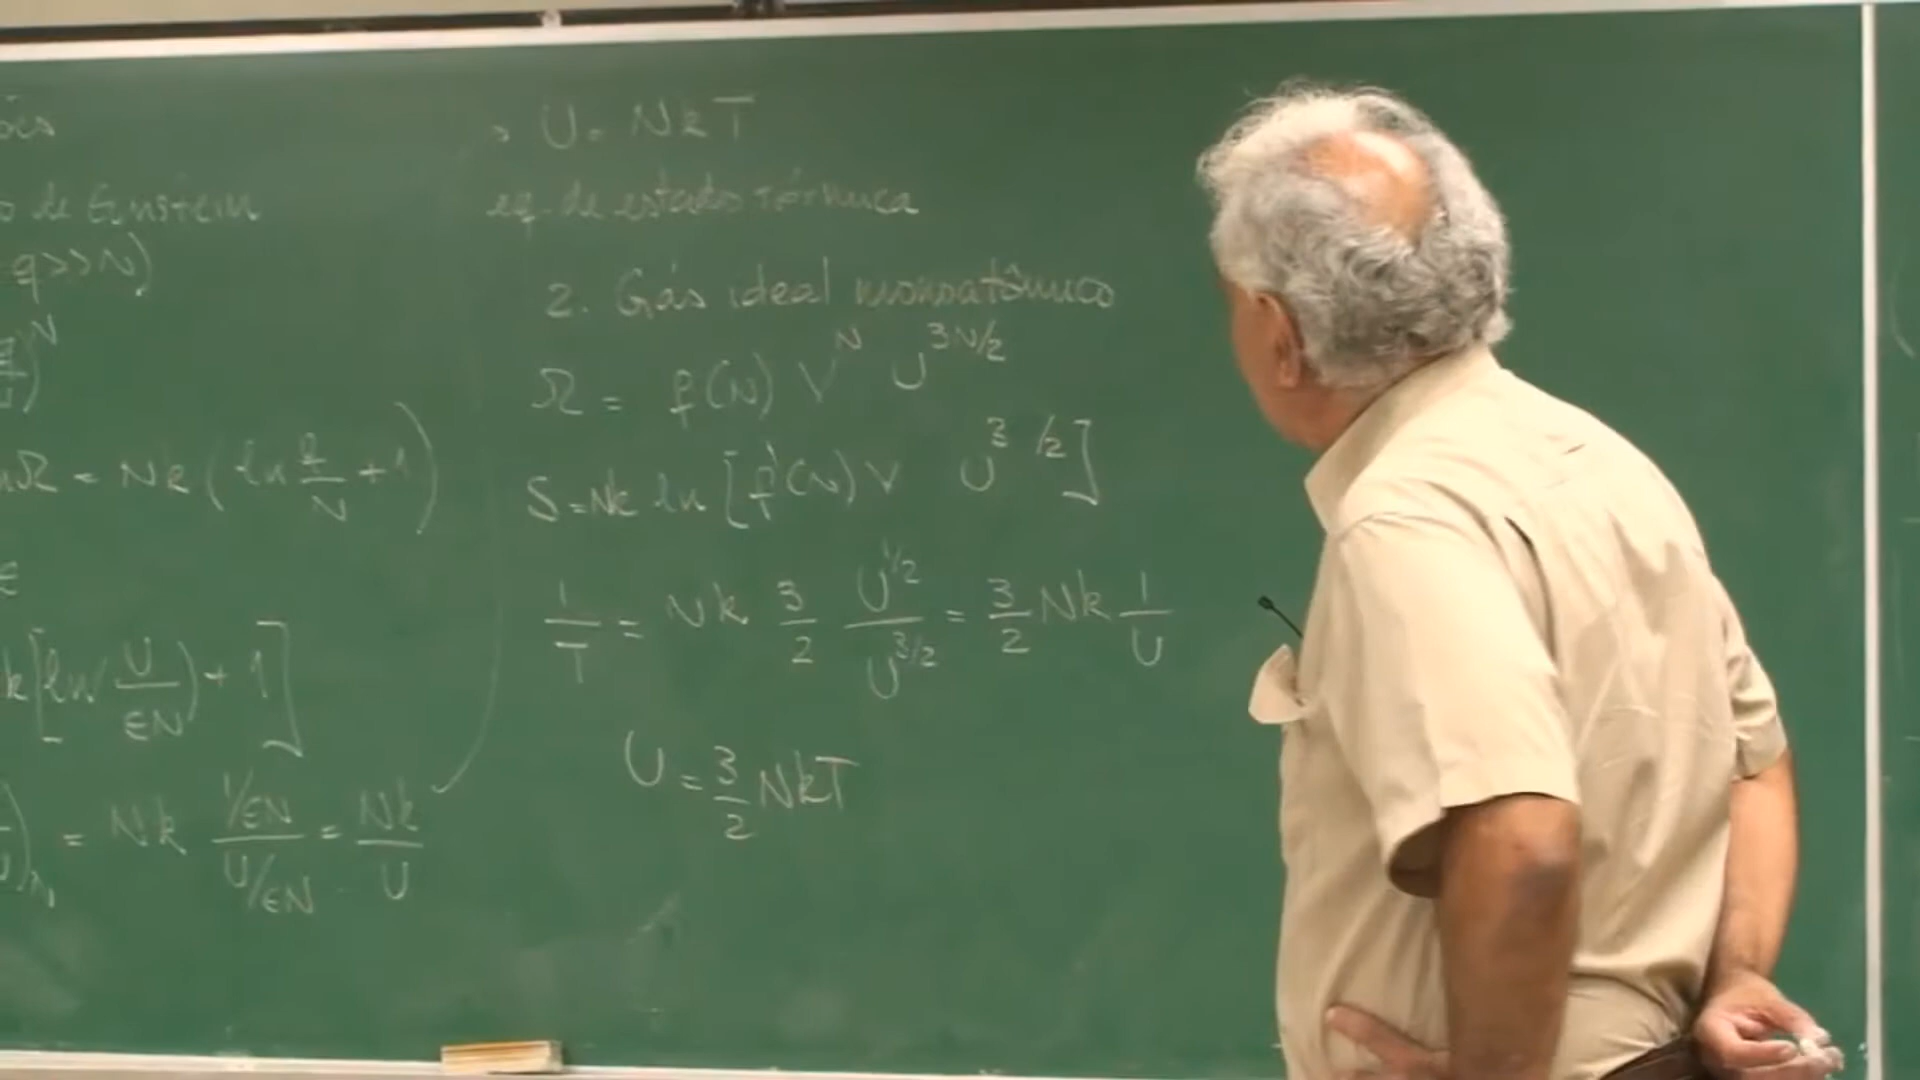 de Einstein
q>>N)
N
lnΩ = Nk (ln q/N + 1)
k[ln(U/ϵN) + 1]
= Nk (1/ϵN)/(U/ϵN) = Nk/U
U = NkT
eq. de estado térmica
2. Gás ideal monoatômico
Ω = f(N) V^N U^{3N/2}
S = Nk ln [f'(N) V U^{3/2}]
1/T = Nk 3/2 U^{1/2}/U^{3/2} = 3/2 Nk 1/U
U = 3/2 NkT